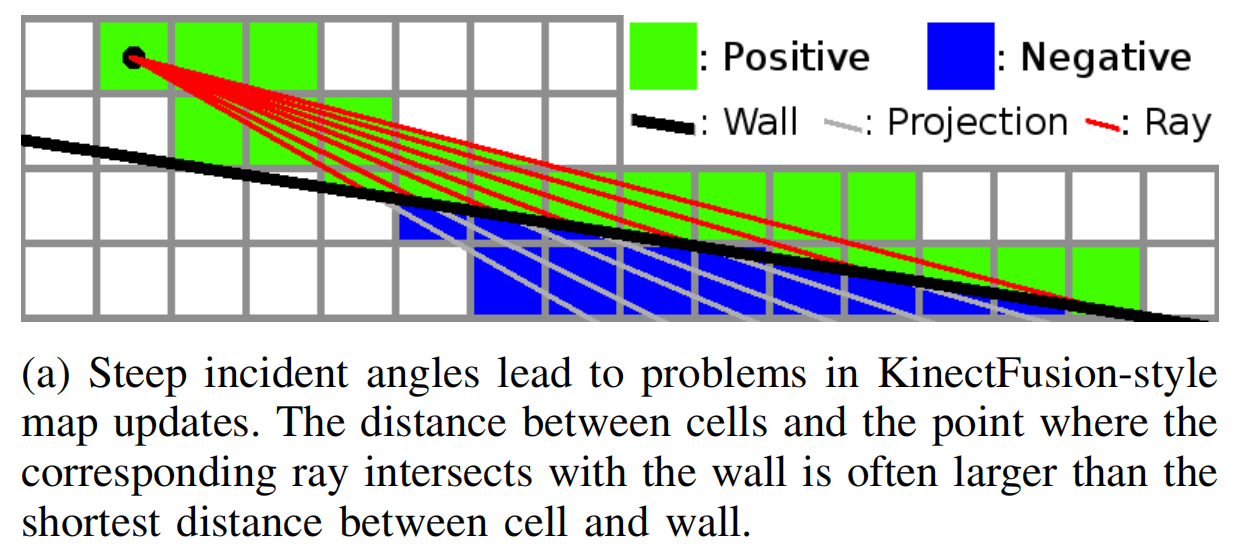 : Positive : Negative
: Wall : Projection : Ray
(a) Steep incident angles lead to problems in KinectFusion-style
map updates. The distance between cells and the point where the
corresponding ray intersects with the wall is often larger than the
shortest distance between cell and wall.